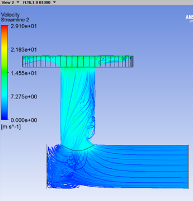 View 2
Velocity
Streamline 2
2.910e+01
2.183e+01
1.455e+01
7.275e+00
0.000e+00
[m s^-1]